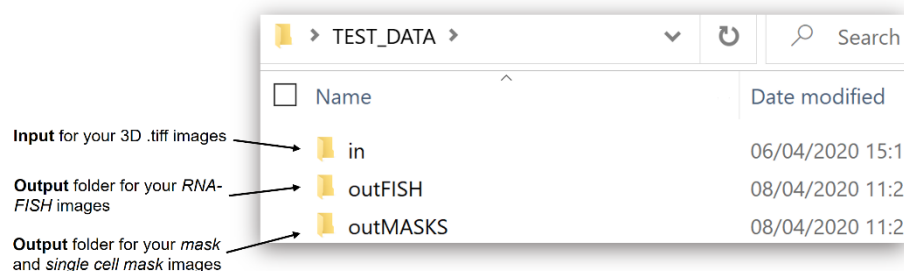 > TEST_DATA >
Search
Name
Date modified
Input for your 3D .tiff images
in
06/04/2020 15:1
Output folder for your RNA-
FISH images
outFISH
08/04/2020 11:2
Output folder for your mask
and single cell mask images
outMASKS
08/04/2020 11:2